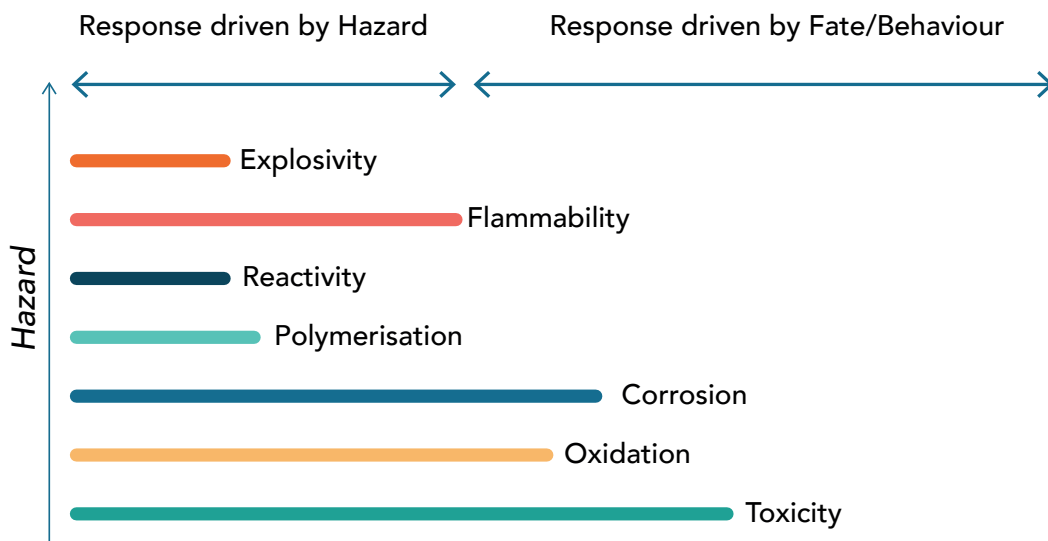 Response driven by Hazard
Response driven by Fate/Behaviour
Hazard
Explosivity
Flammability
Reactivity
Polymerisation
Corrosion
Oxidation
Toxicity